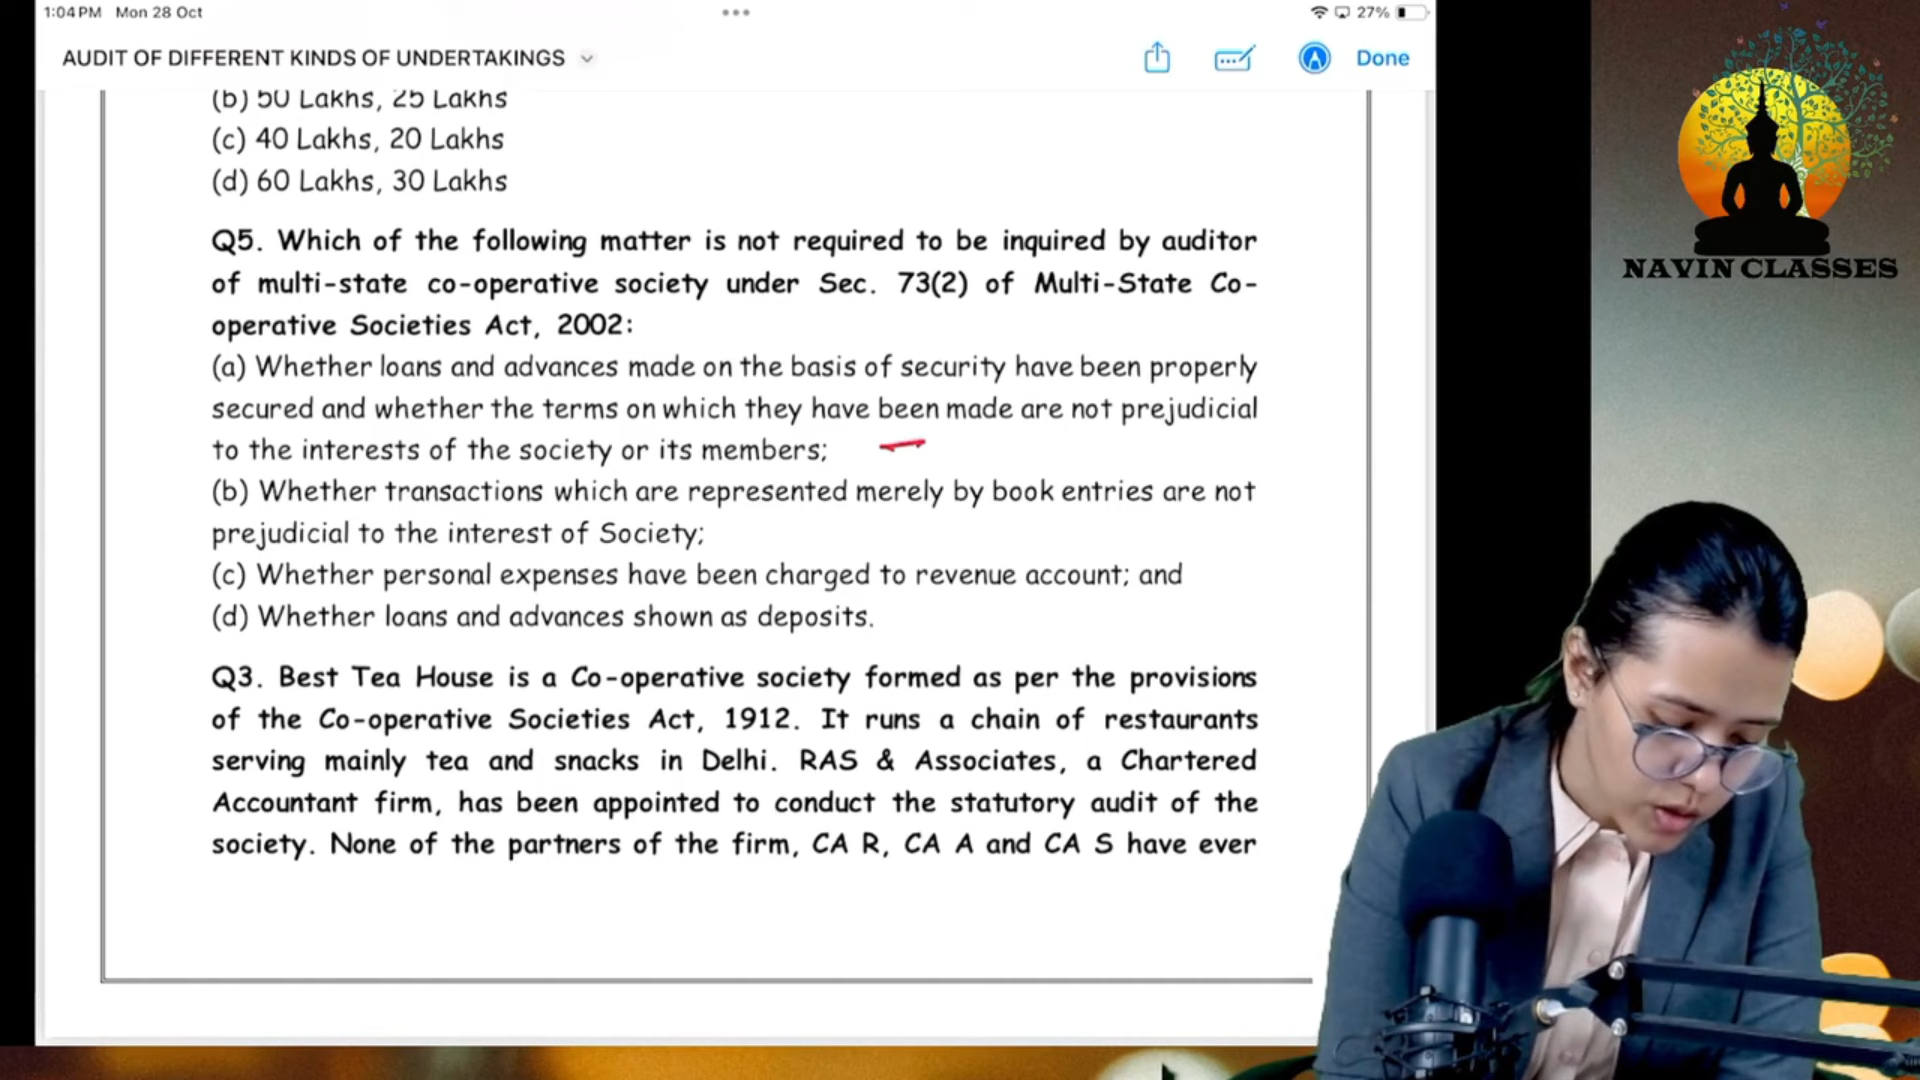 1:04 PM Mon 28 Oct
27%
AUDIT OF DIFFERENT KINDS OF UNDERTAKINGS
Done
(b) 50 Lakhs, 25 Lakhs
(c) 40 Lakhs, 20 Lakhs
(d) 60 Lakhs, 30 Lakhs
Q5. Which of the following matter is not required to be inquired by auditor
of multi-state co-operative society under Sec. 73(2) of Multi-State Co-
operative Societies Act, 2002:
(a) Whether loans and advances made on the basis of security have been properly
secured and whether the terms on which they have been made are not prejudicial
to the interests of the society or its members;
(b) Whether transactions which are represented merely by book entries are not
prejudicial to the interest of Society;
(c) Whether personal expenses have been charged to revenue account; and
(d) Whether loans and advances shown as deposits.
Q3. Best Tea House is a Co-operative society formed as per the provisions
of the Co-operative Societies Act, 1912. It runs a chain of restaurants
serving mainly tea and snacks in Delhi. RAS & Associates, a Chartered
Accountant firm, has been appointed to conduct the statutory audit of the
society. None of the partners of the firm, CA R, CA A and CA S have ever
NAVIN CLASSES